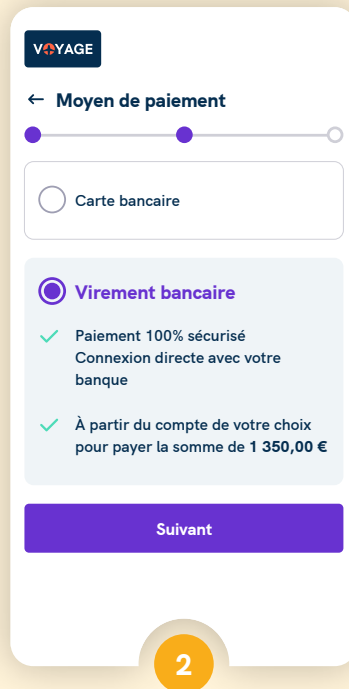 VOYAGE
← Moyen de paiement
Carte bancaire
Virement bancaire
Paiement 100% sécurisé
Connexion directe avec votre
banque
À partir du compte de votre choix
pour payer la somme de 1 350,00 €
Suivant
2